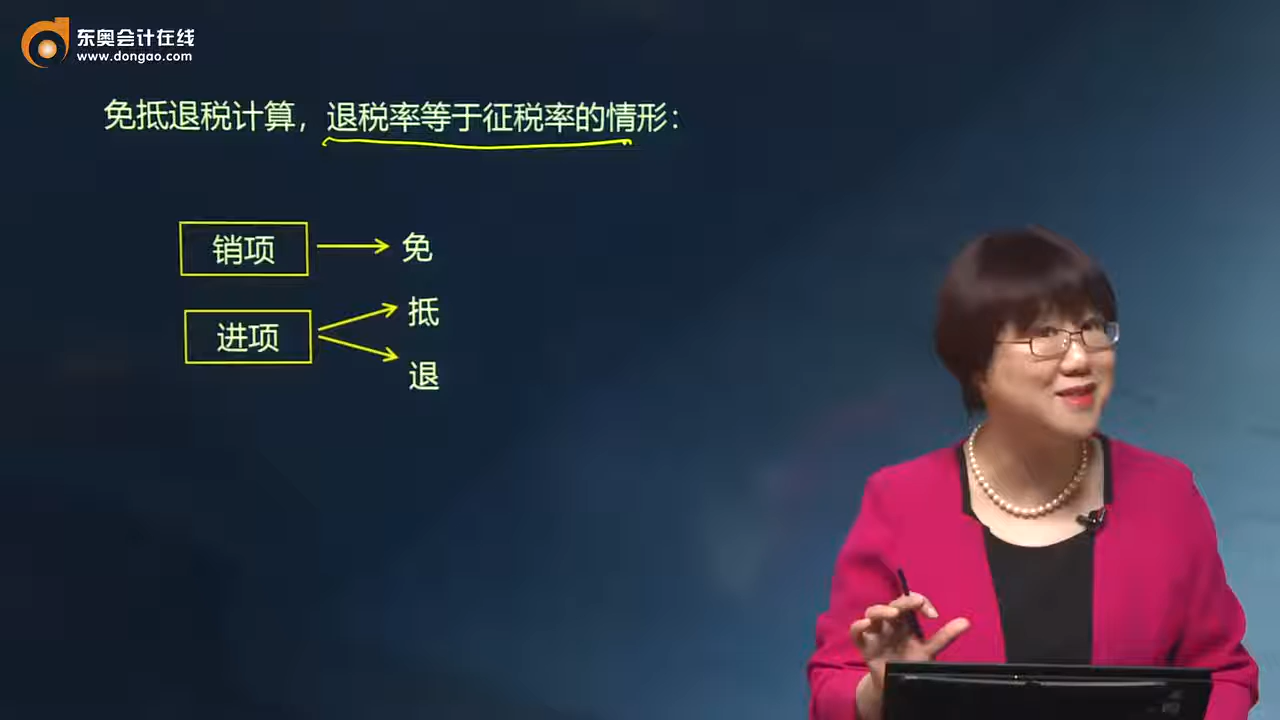 东奥会计在线
www.dongao.com
免抵退税计算，退税率等于征税率的情形：
销项 免
抵
进项
退